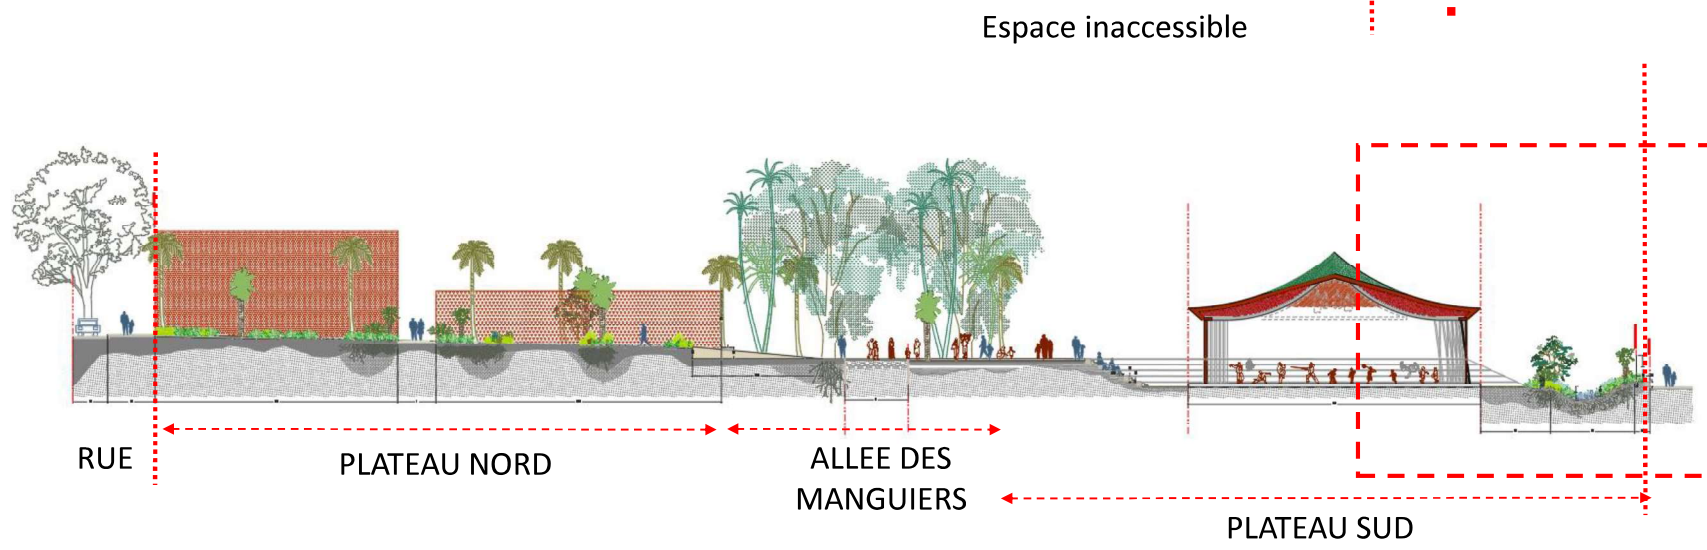 Espace inaccessible
RUE
PLATEAU NORD
ALLEE DES
MANGUIERS
PLATEAU SUD